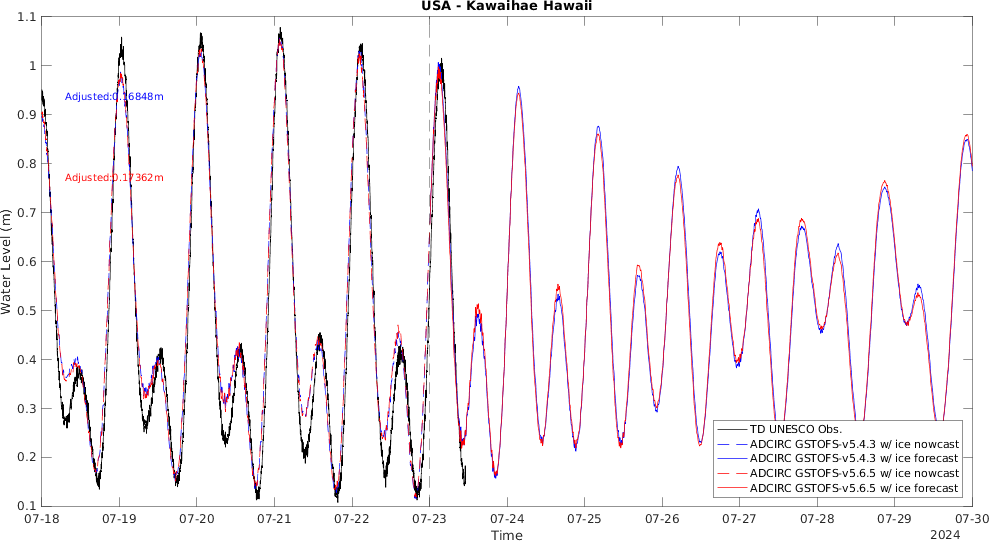 USA - Kawaihae Hawaii
1.1
1
0.9
0.8
0.7
0.6
0.5
0.4
0.3
0.2
0.1
Water Level (m)
Adjusted:0.16848m
Adjusted:0.17362m
TD UNESCO Obs.
ADCIRC GSTOFS-v5.4.3 w/ ice nowcast
ADCIRC GSTOFS-v5.4.3 w/ ice forecast
ADCIRC GSTOFS-v5.6.5 w/ ice nowcast
ADCIRC GSTOFS-v5.6.5 w/ ice forecast
07-18 07-19 07-20 07-21 07-22 07-23 07-24 07-25 07-26 07-27 07-28 07-29 07-30
Time
2024